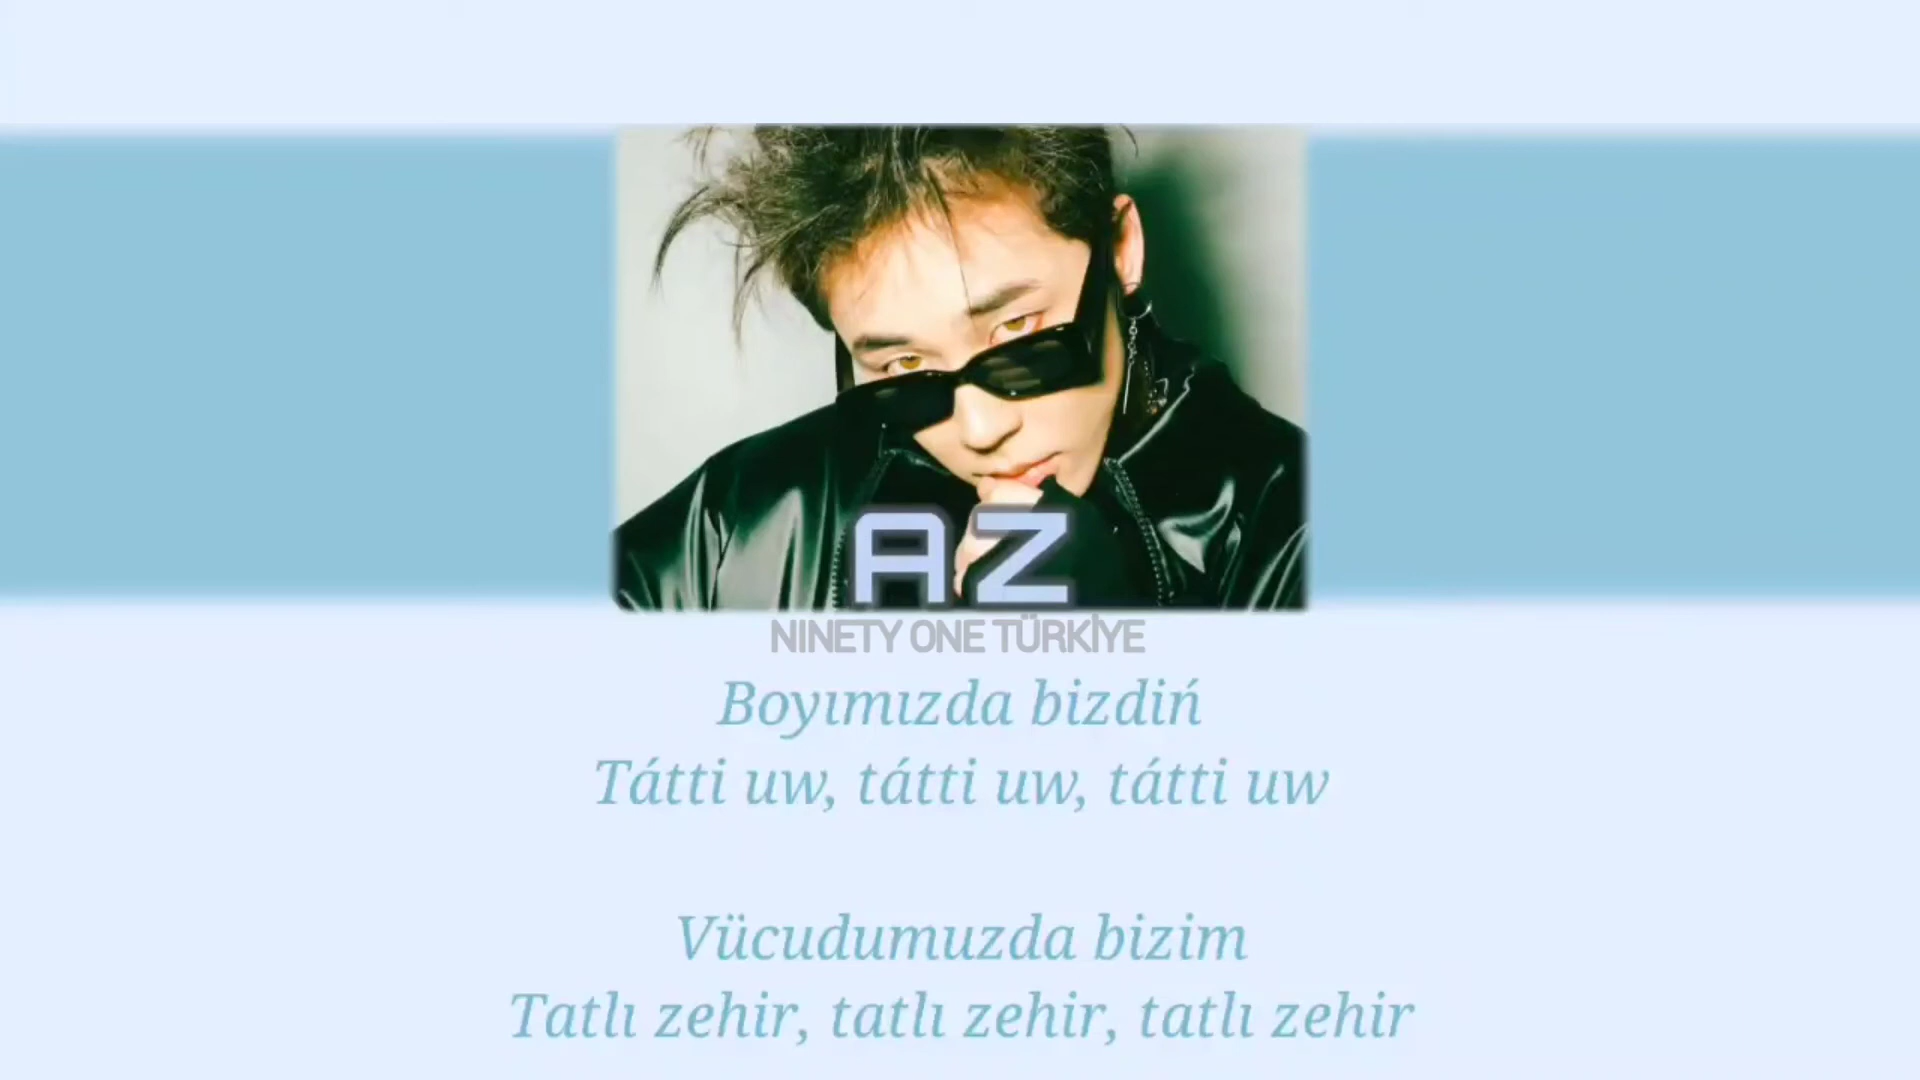 AZ
NINETY ONE TÜRKİYE
Boyımızda bizdiń
Tátti uw, tátti uw, tátti uw
Vücudumuzda bizim
Tatlı zehir, tatlı zehir, tatlı zehir